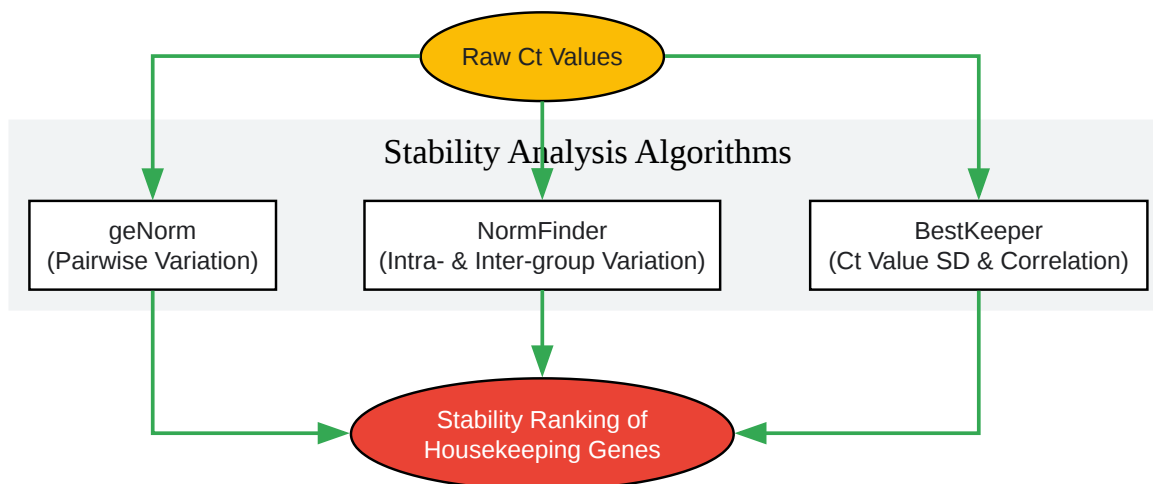 Raw Ct Values
Stability Analysis Algorithms
geNorm
(Pairwise Variation)
NormFinder
(Intra- & Inter-group Variation)
BestKeeper
(Ct Value SD & Correlation)
Stability Ranking of
Housekeeping Genes